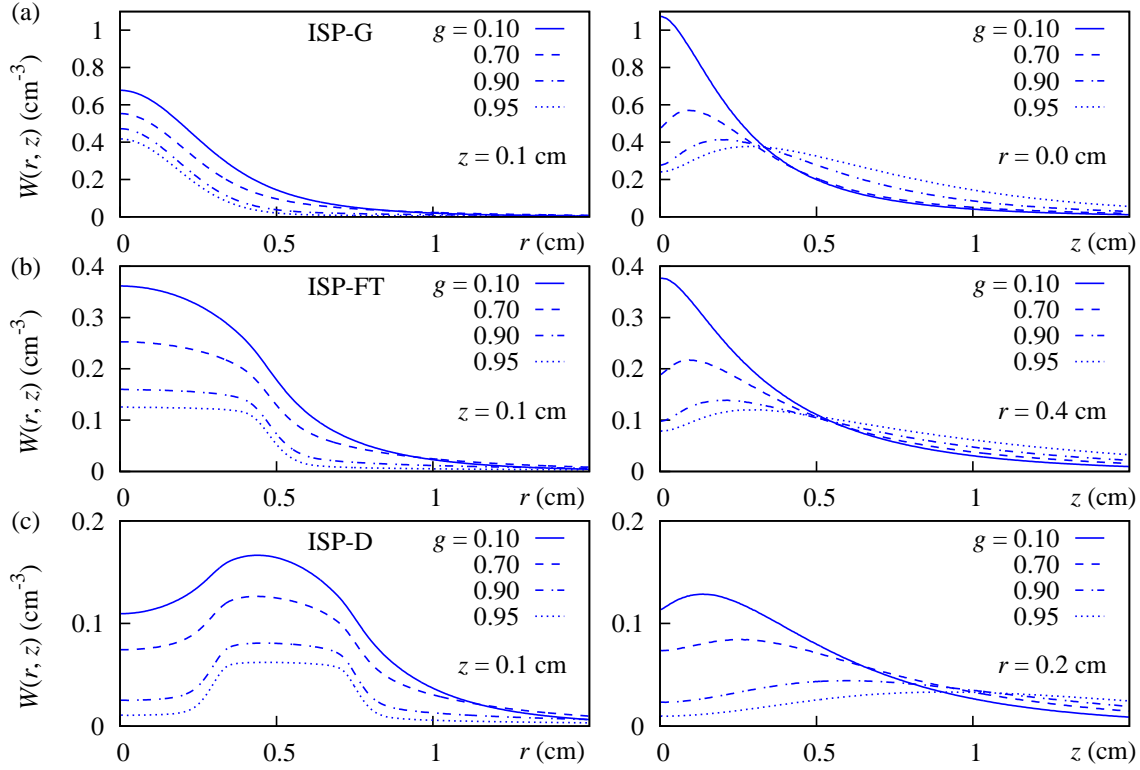 (a)
W(r, z) (cm⁻³)
1
0.8
0.6
0.4
0.2
0
ISP-G
g = 0.10
0.70
0.90
0.95
z = 0.1 cm
0 0.5 1 r (cm)
1
0.8
0.6
0.4
0.2
0
g = 0.10
0.70
0.90
0.95
r = 0.0 cm
0 0.5 1 z (cm)
(b)
W(r, z) (cm⁻³)
0.4
0.3
0.2
0.1
0
ISP-FT
g = 0.10
0.70
0.90
0.95
z = 0.1 cm
0 0.5 1 r (cm)
0.4
0.3
0.2
0.1
0
g = 0.10
0.70
0.90
0.95
r = 0.4 cm
0 0.5 1 z (cm)
(c)
W(r, z) (cm⁻³)
0.2
0.1
0
ISP-D
g = 0.10
0.70
0.90
0.95
z = 0.1 cm
0 0.5 1 r (cm)
0.2
0.1
0
g = 0.10
0.70
0.90
0.95
r = 0.2 cm
0 0.5 1 z (cm)